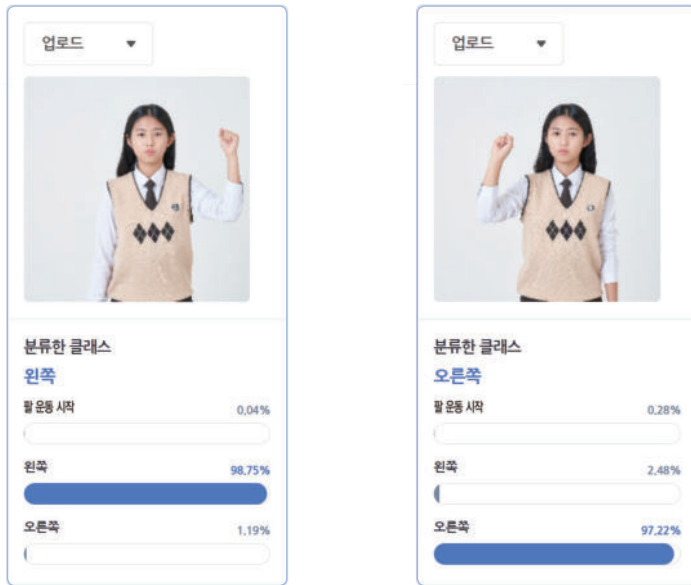 업로드 ▼
분류한 클래스
왼쪽
팔 운동 시작 0.04%
왼쪽 98.75%
오른쪽 1.19%
업로드 ▼
분류한 클래스
오른쪽
팔 운동 시작 0.28%
왼쪽 2.48%
오른쪽 97.22%